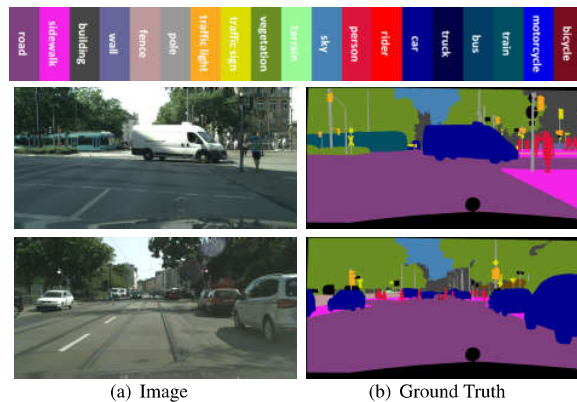 road
sidewalk
building
wall
fence
pole
traffic light
traffic sign
vegetation
tarrain
sky
person
rider
car
truck
bus
train
motorcycle
bicycle
(a) Image
(b) Ground Truth